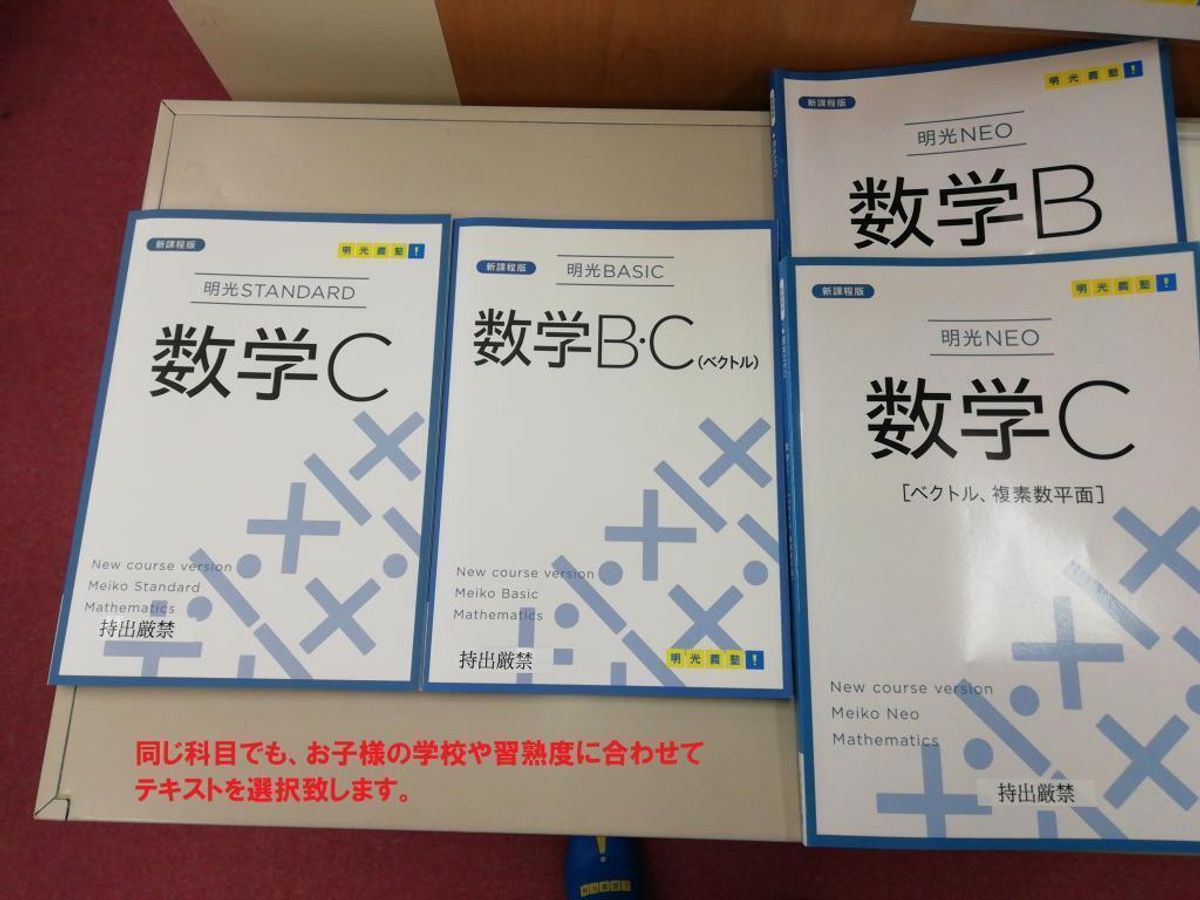 新課程版
明光義塾!
明光STANDARD
数学C
New course version
Meiko Standard
Mathematics
持出厳禁
新課程版
明光BASIC
数学B·C(ベクトル)
New course version
Meiko Basic
Mathematics
持出厳禁
明光義塾!
新課程版
明光義塾!
明光NEO
数学B
新課程版
明光義塾!
明光NEO
数学C
[ベクトル、複素数平面]
New course version
Meiko Neo
Mathematics
持出厳禁
同じ科目でも、お子様の学校や習熟度に合わせて
テキストを選択致します。